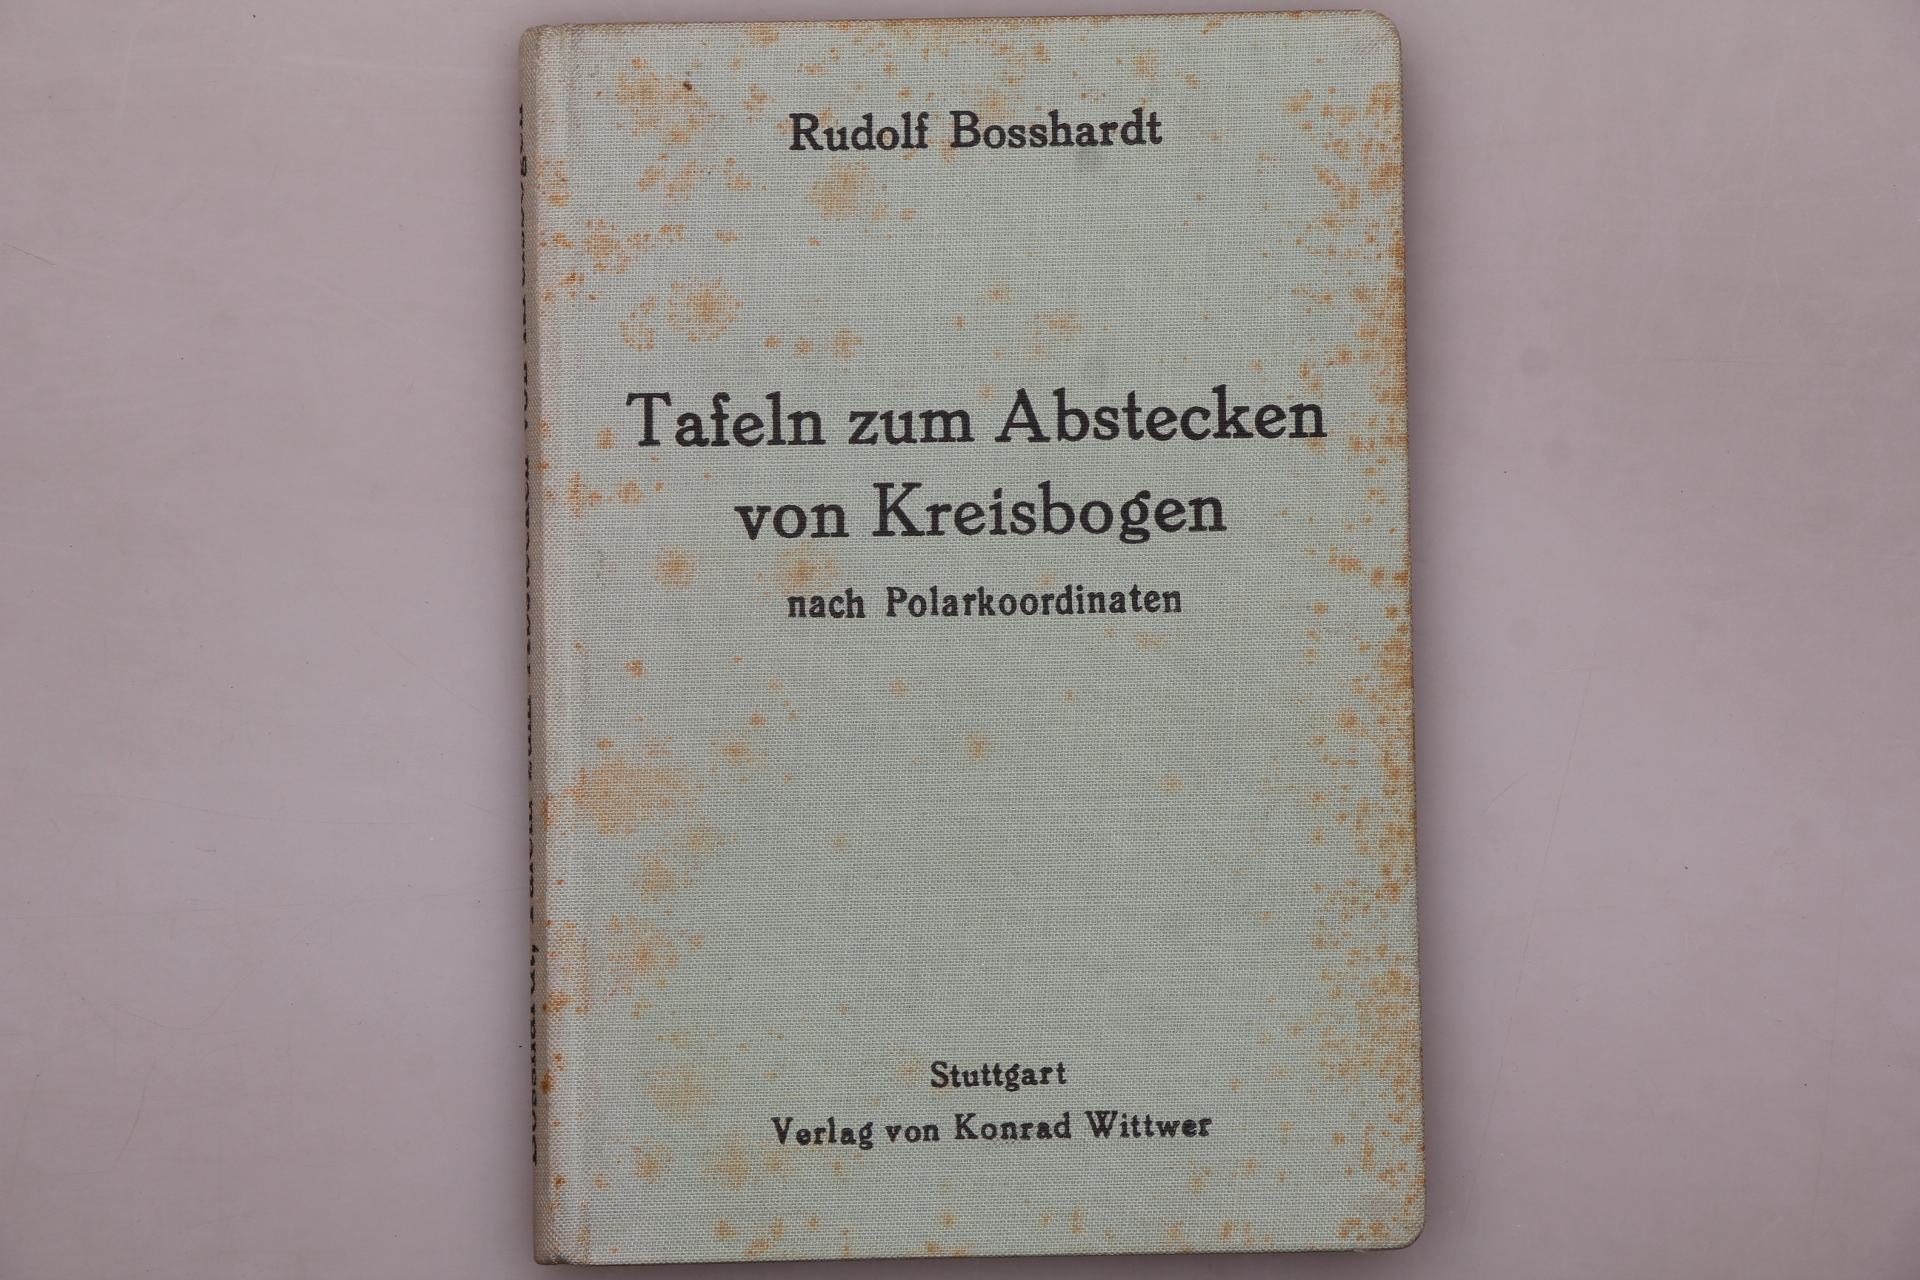 Rudolf Bosshardt
Tafeln zum Abstecken
von Kreisbogen
nach Polarkoordinaten
Stuttgart
Verlag von Konrad Wittwer